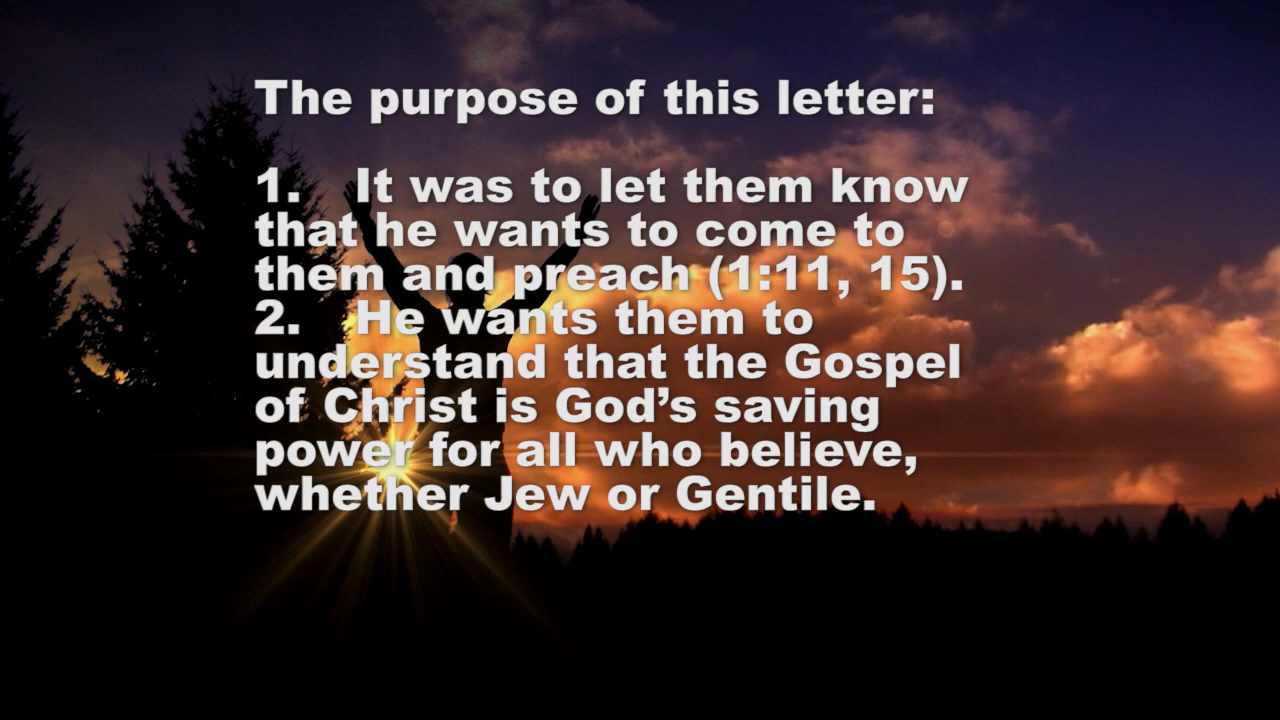 The purpose of this letter:
1. It was to let them know
that he wants to come to
them and preach (1:11, 15).
2. He wants them to
understand that the Gospel
of Christ is God’s saving
power for all who believe,
whether Jew or Gentile.